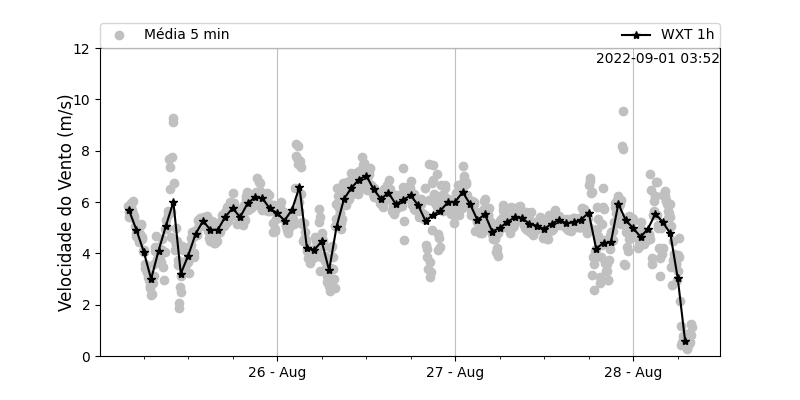 Média 5 min
WXT 1h
2022-09-01 03:52
Velocidade do Vento (m/s)
12
10
8
6
4
2
0
26 - Aug
27 - Aug
28 - Aug